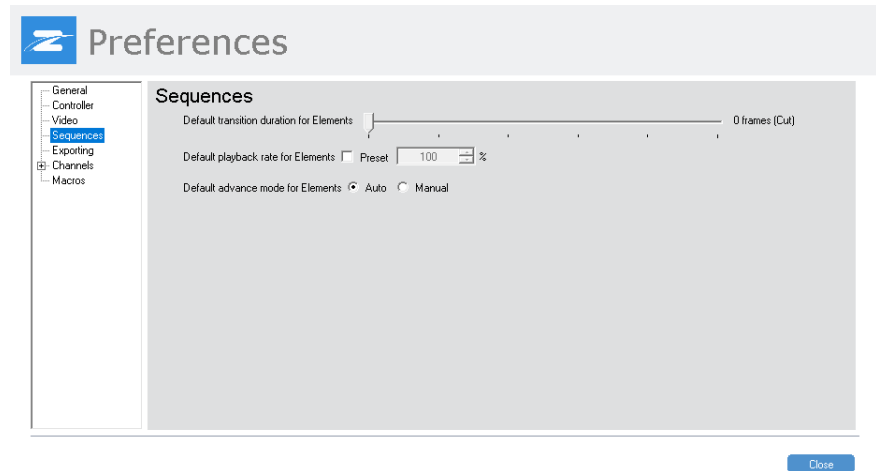 Preferences
General
Controller
Video
Sequences
Exporting
Channels
Macros
Sequences
Default transition duration for Elements 0 frames (Cut)
Default playback rate for Elements Preset 100 %
Default advance mode for Elements Auto Manual
Close